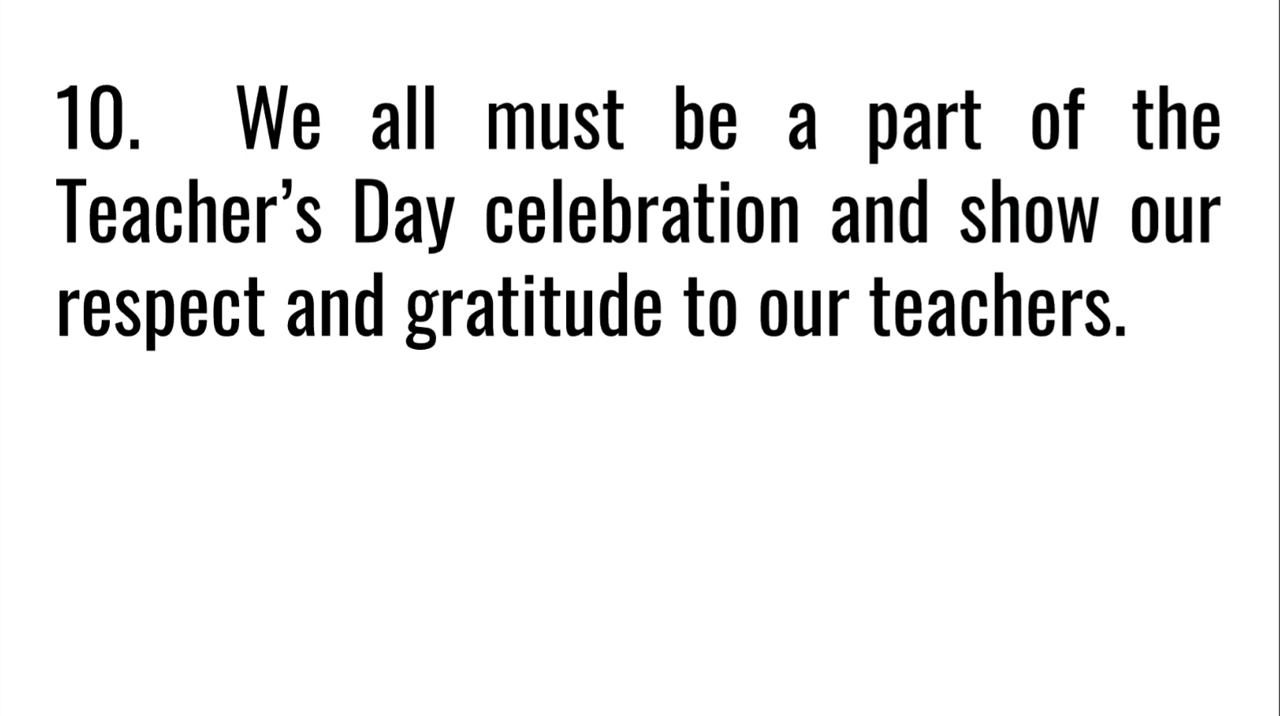 10. We all must be a part of the
Teacher’s Day celebration and show our
respect and gratitude to our teachers.